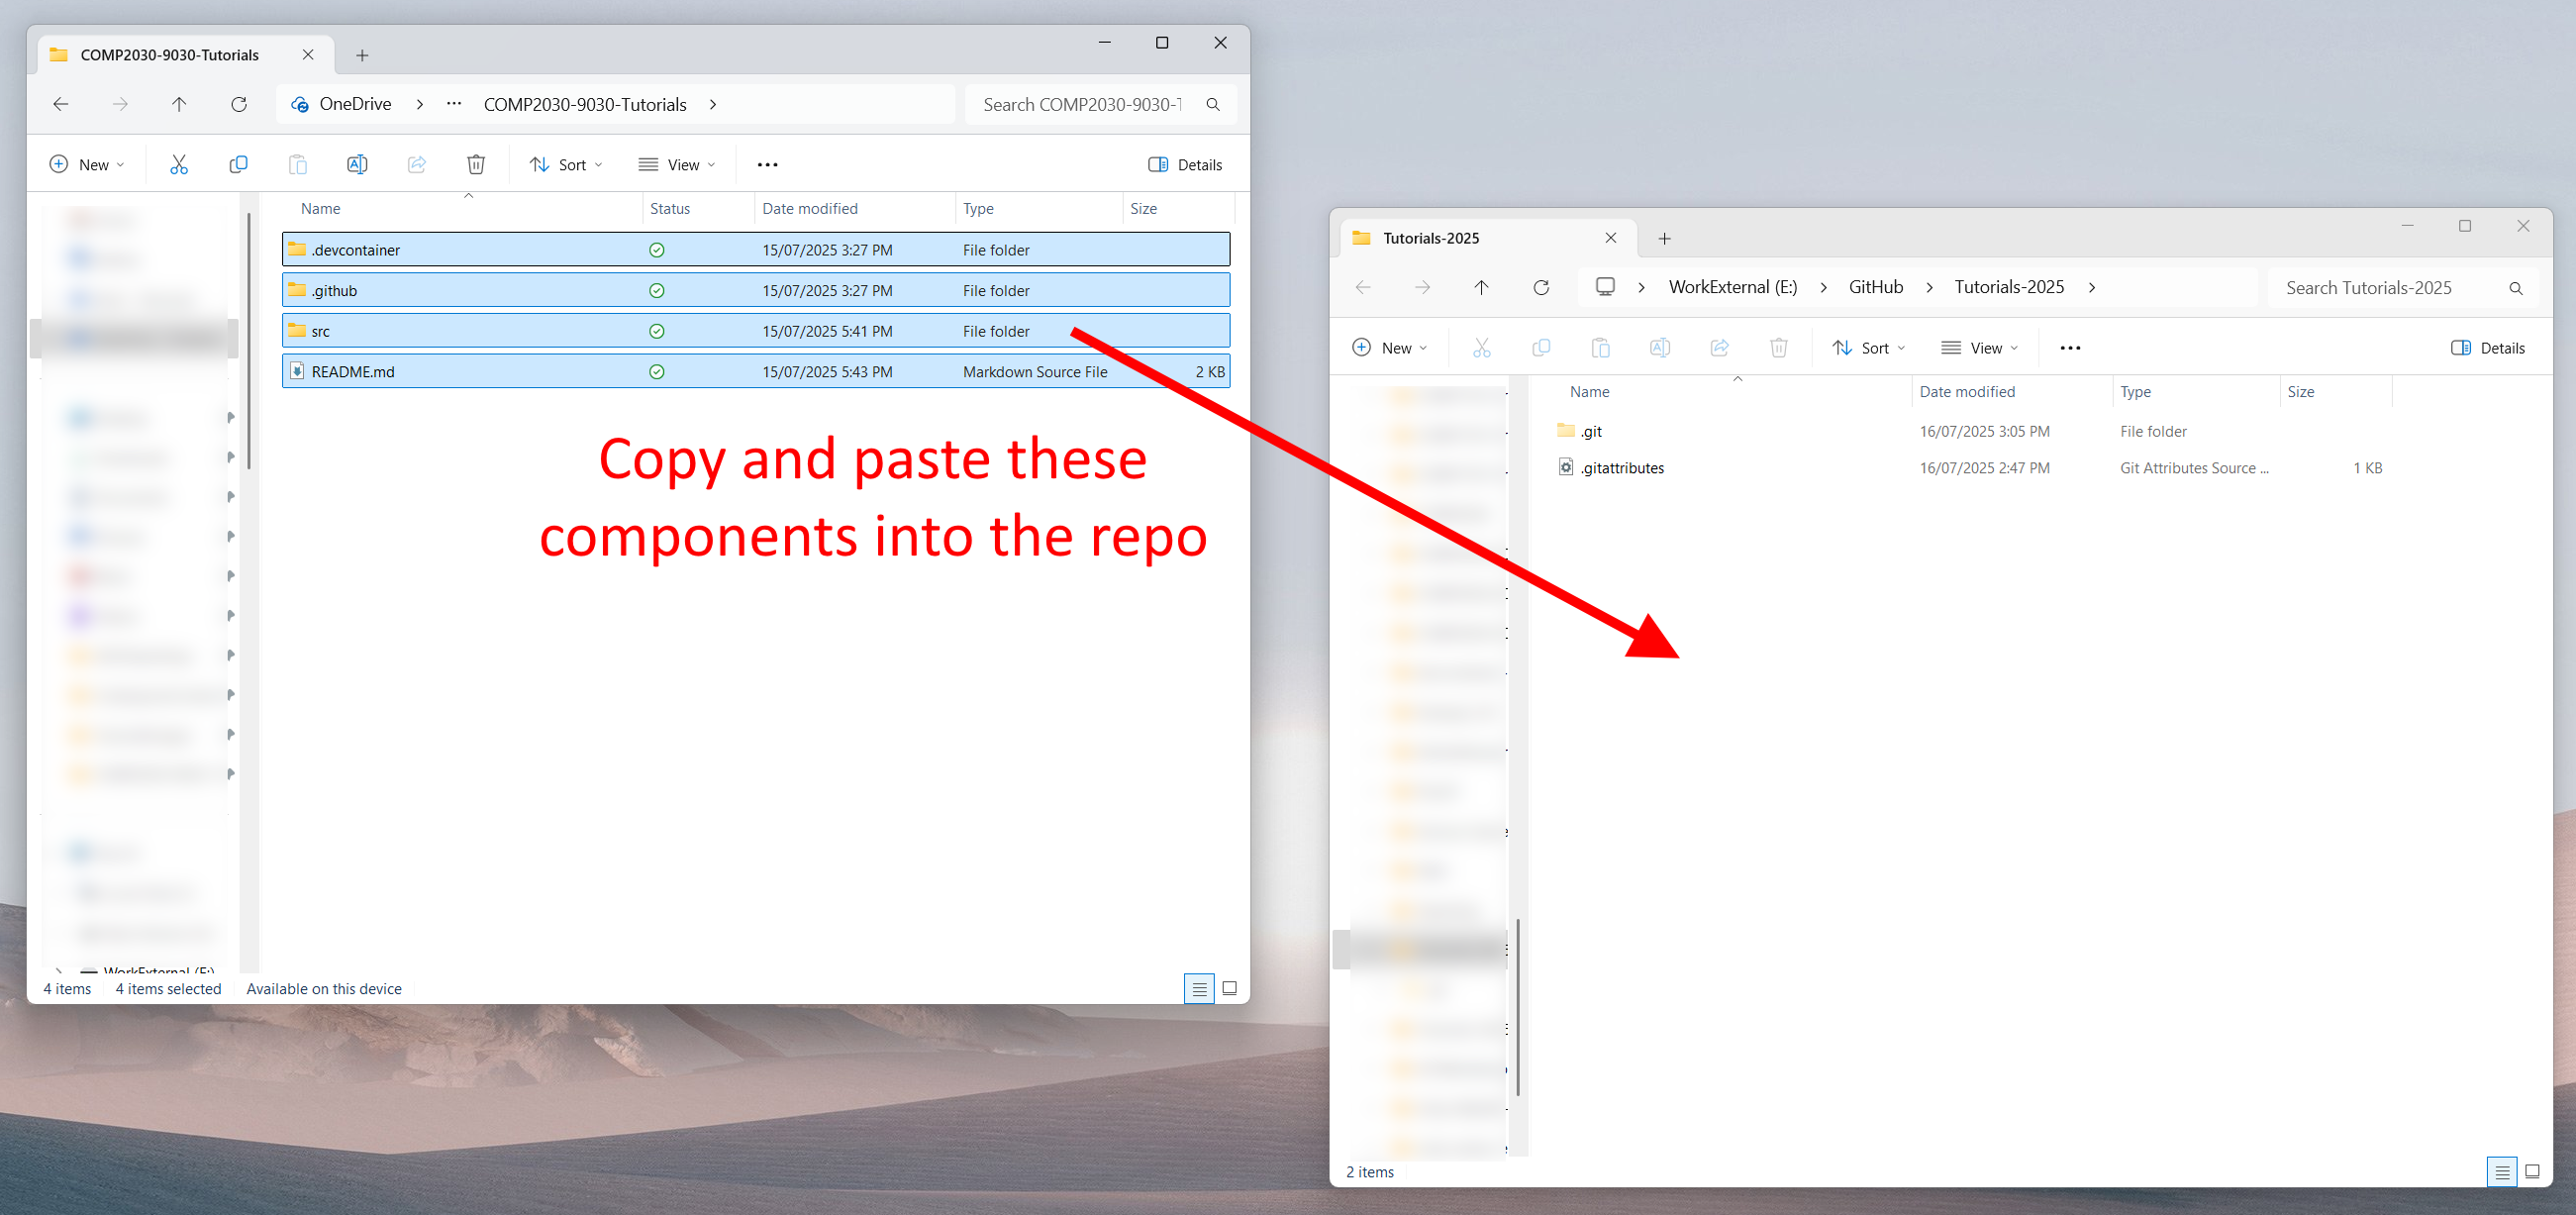 COMP2030-9030-Tutorials
OneDrive
COMP2030-9030-Tutorials
Search COMP2030-9030-T
New
Sort
View
Details
Name Status Date modified Type Size
.devcontainer 15/07/2025 3:27 PM File folder
.github 15/07/2025 3:27 PM File folder
src 15/07/2025 5:41 PM File folder
README.md 15/07/2025 5:43 PM Markdown Source File 2 KB
Copy and paste these
components into the repo
WorkExternal (E:)
4 items 4 items selected Available on this device
Tutorials-2025
WorkExternal (E:) GitHub Tutorials-2025
Search Tutorials-2025
New
Sort
View
Details
Name Date modified Type Size
.git 16/07/2025 3:05 PM File folder
.gitattributes 16/07/2025 2:47 PM Git Attributes Source ... 1 KB
2 items